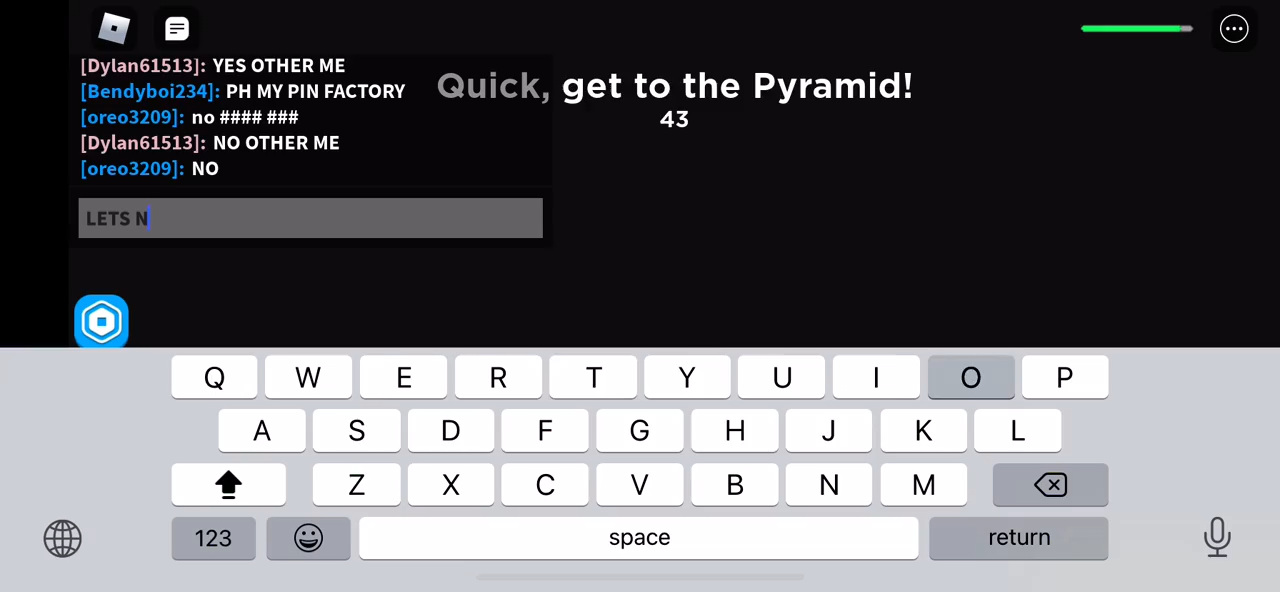 [Dylan61513]: YES OTHER ME
[Bendyboi234]: PH MY PIN FACTORY
[oreo3209]: no #### ###
[Dylan61513]: NO OTHER ME
[oreo3209]: NO
Quick, get to the Pyramid!
43
LETS N
Q W E R T Y U I O P
A S D F G H J K L
Z X C V B N M
123 space return